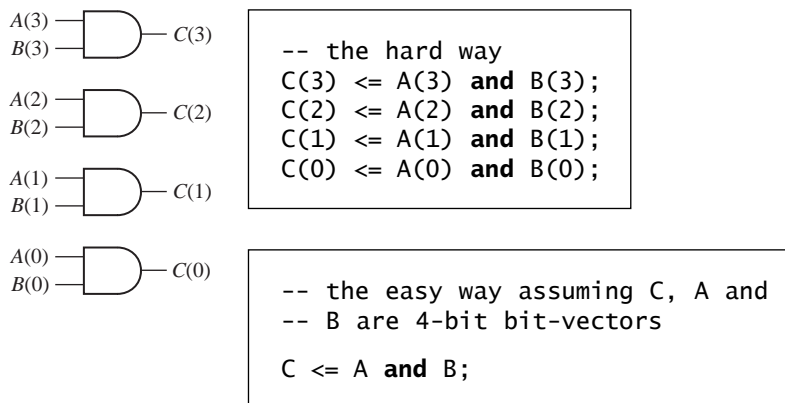 A(3)
B(3)
C(3)
A(2)
B(2)
C(2)
A(1)
B(1)
C(1)
A(0)
B(0)
C(0)
-- the hard way
C(3) <= A(3) and B(3);
C(2) <= A(2) and B(2);
C(1) <= A(1) and B(1);
C(0) <= A(0) and B(0);
-- the easy way assuming C, A and
-- B are 4-bit bit-vectors
C <= A and B;